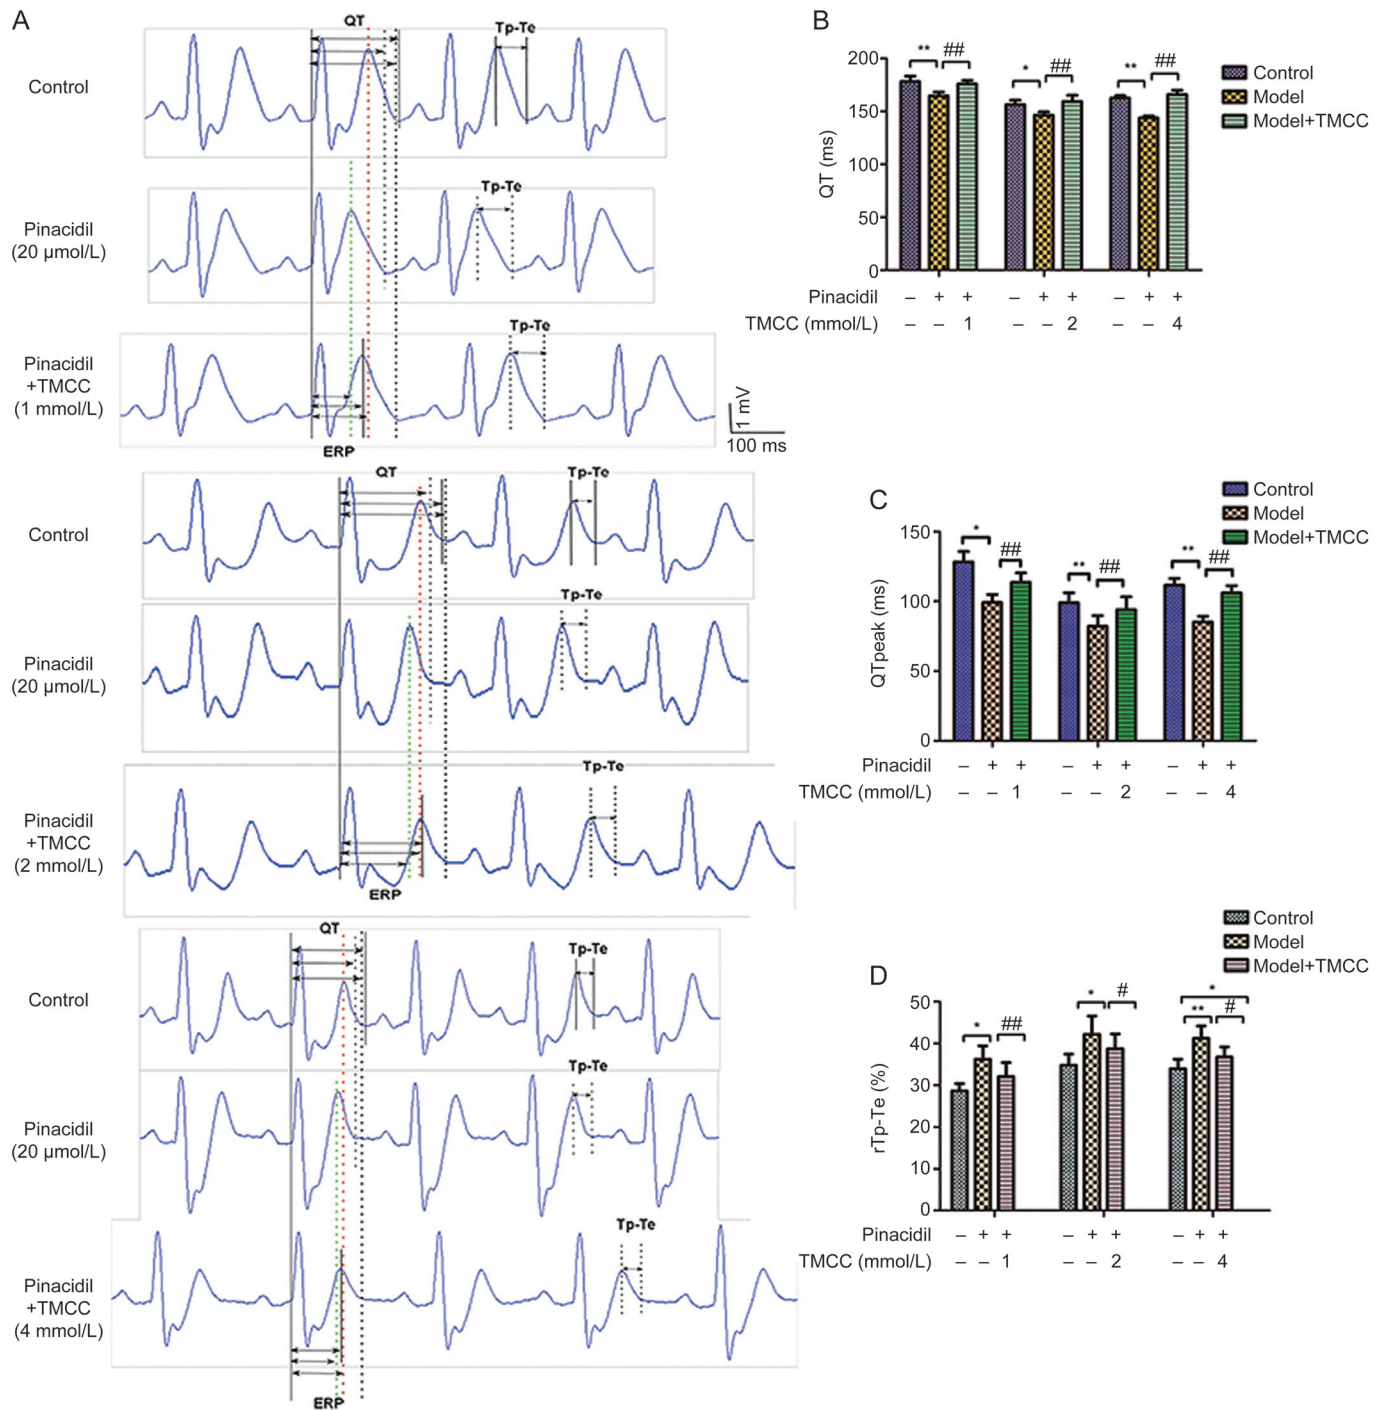 A
QT
Tp-Te
Control
Tp-Te
Pinacidil
(20 µmol/L)
Tp-Te
Pinacidil
+TMCC
(1 mmol/L)
1 mV
100 ms
ERP
QT
Tp-Te
Control
Tp-Te
Pinacidil
(20 µmol/L)
Tp-Te
Pinacidil
+TMCC
(2 mmol/L)
ERP
QT
Tp-Te
Control
Tp-Te
Pinacidil
(20 µmol/L)
Tp-Te
Pinacidil
+TMCC
(4 mmol/L)
ERP
B
QT (ms)
200
150
100
50
0
** ## * ## ** ##
Control
Model
Model+TMCC
Pinacidil – + + – + + – + +
TMCC (mmol/L) – – 1 – – 2 – – 4
C
Control
Model
Model+TMCC
QTpeak (ms)
150
100
50
0
* ## ** ## ** ##
Pinacidil – + + – + + – + +
TMCC (mmol/L) – – 1 – – 2 – – 4
D
Control
Model
Model+TMCC
rTp-Te (%)
50
40
30
20
10
0
* ## * # * ** #
Pinacidil – + + – + + – + +
TMCC (mmol/L) – – 1 – – 2 – – 4